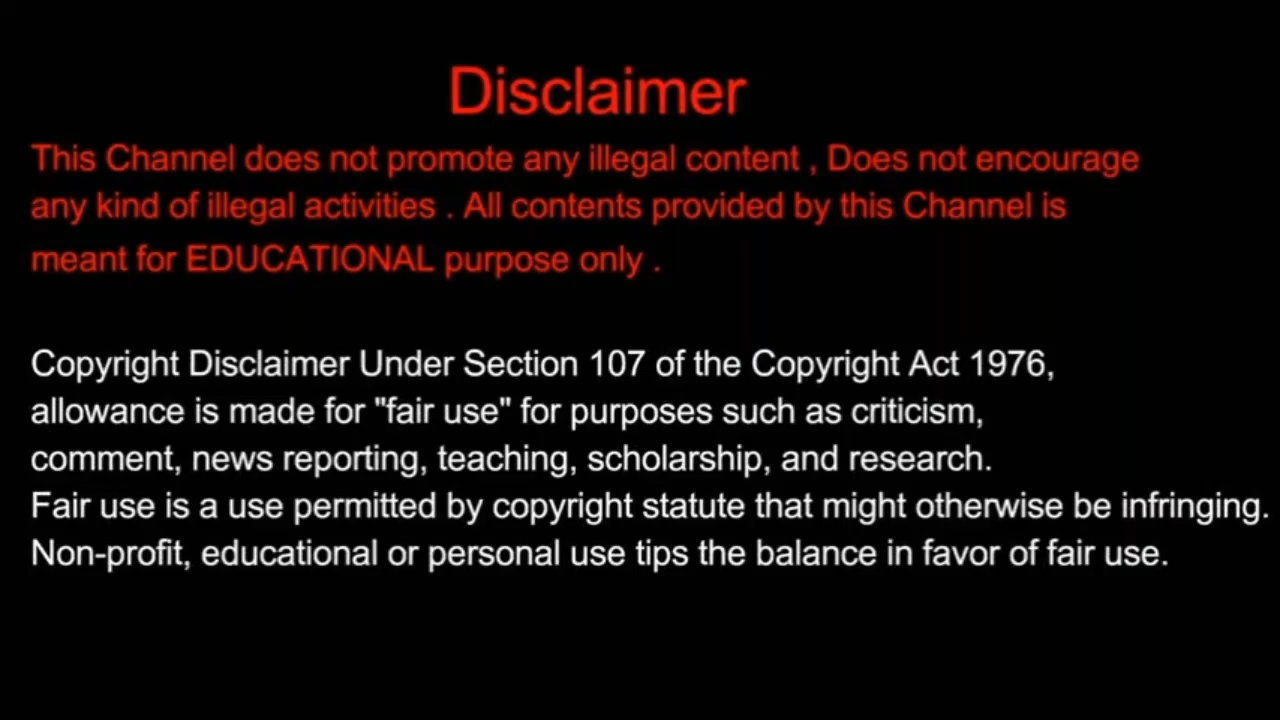 Disclaimer
This Channel does not promote any illegal content , Does not encourage
any kind of illegal activities . All contents provided by this Channel is
meant for EDUCATIONAL purpose only .
Copyright Disclaimer Under Section 107 of the Copyright Act 1976,
allowance is made for "fair use" for purposes such as criticism,
comment, news reporting, teaching, scholarship, and research.
Fair use is a use permitted by copyright statute that might otherwise be infringing.
Non-profit, educational or personal use tips the balance in favor of fair use.